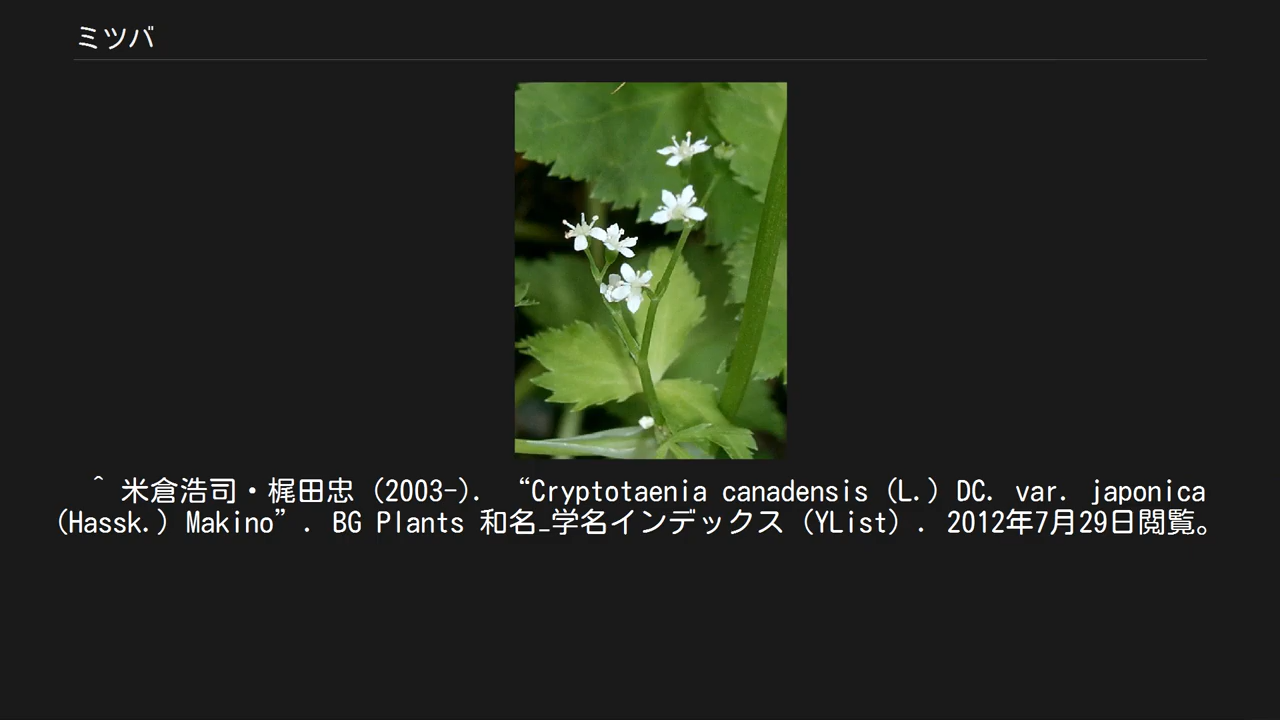 ミツバ
^ 米倉浩司・梶田忠 (2003-). “Cryptotaenia canadensis (L.) DC. var. japonica
(Hassk.) Makino”. BG Plants 和名−学名インデックス (YList). 2012年7月29日閲覧。